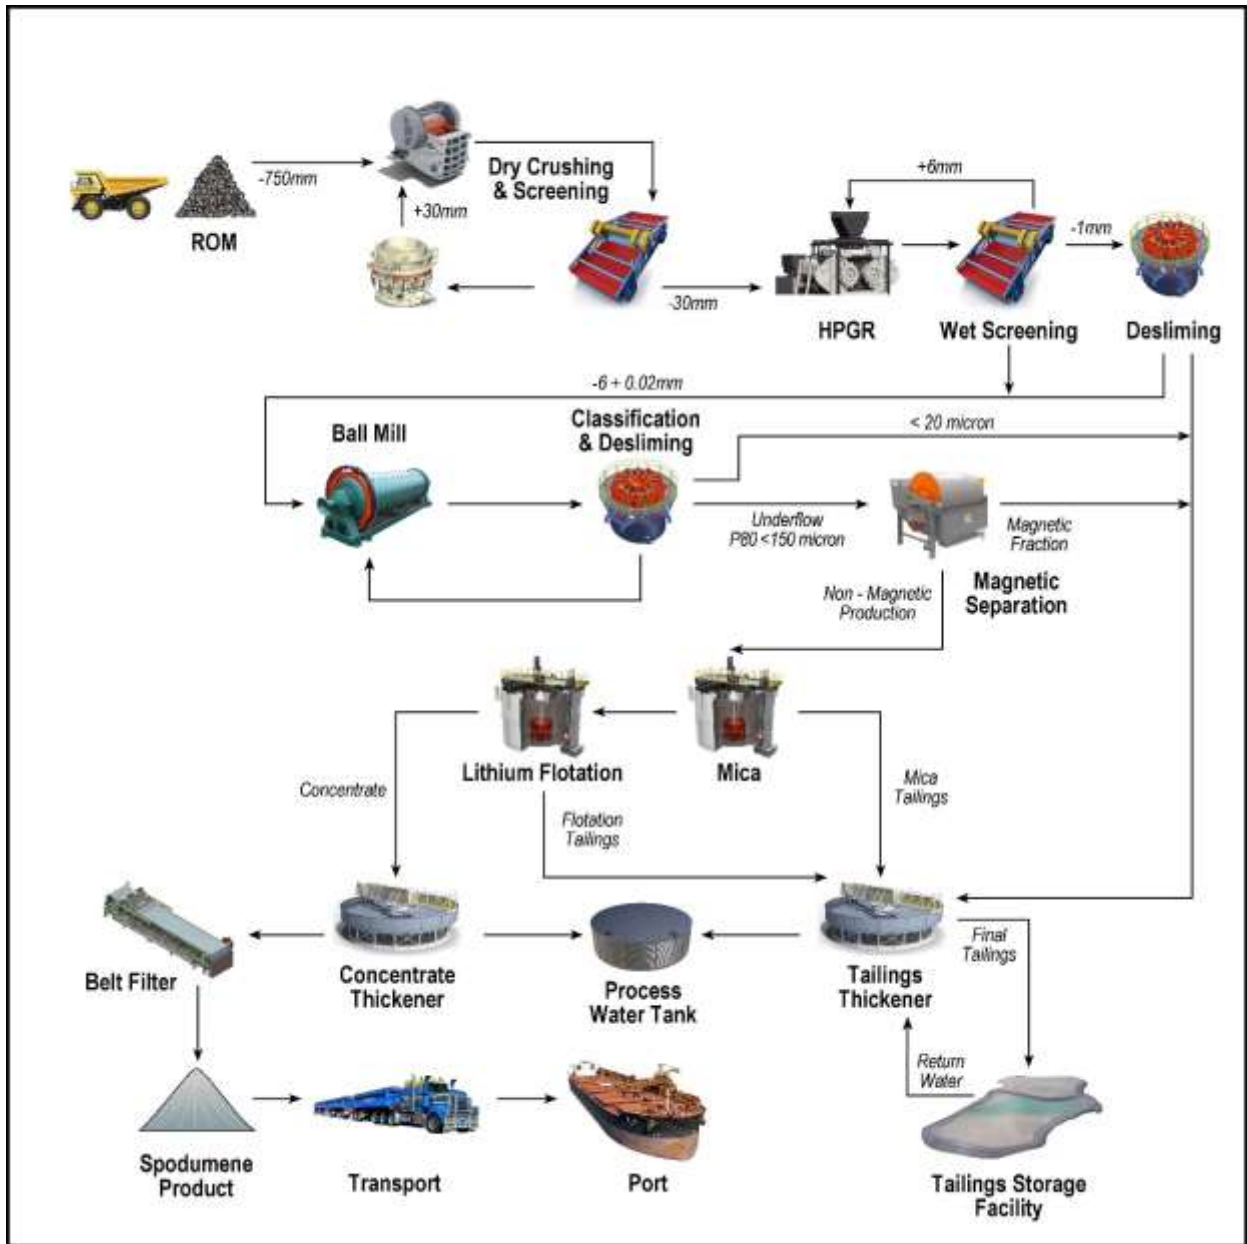 -750mm
ROM
+30mm
Dry Crushing
& Screening
-30mm
+6mm
-1mm
HPGR
Wet Screening
Desliming
-6 + 0.02mm
Ball Mill
Classification
& Desliming
< 20 micron
Underflow
P80 <150 micron
Magnetic
Fraction
Magnetic
Separation
Non - Magnetic
Production
Lithium Flotation
Mica
Concentrate
Flotation
Tailings
Mica
Tailings
Belt Filter
Concentrate
Thickener
Process
Water Tank
Tailings
Thickener
Final
Tailings
Return
Water
Spodumene
Product
Transport
Port
Tailings Storage
Facility